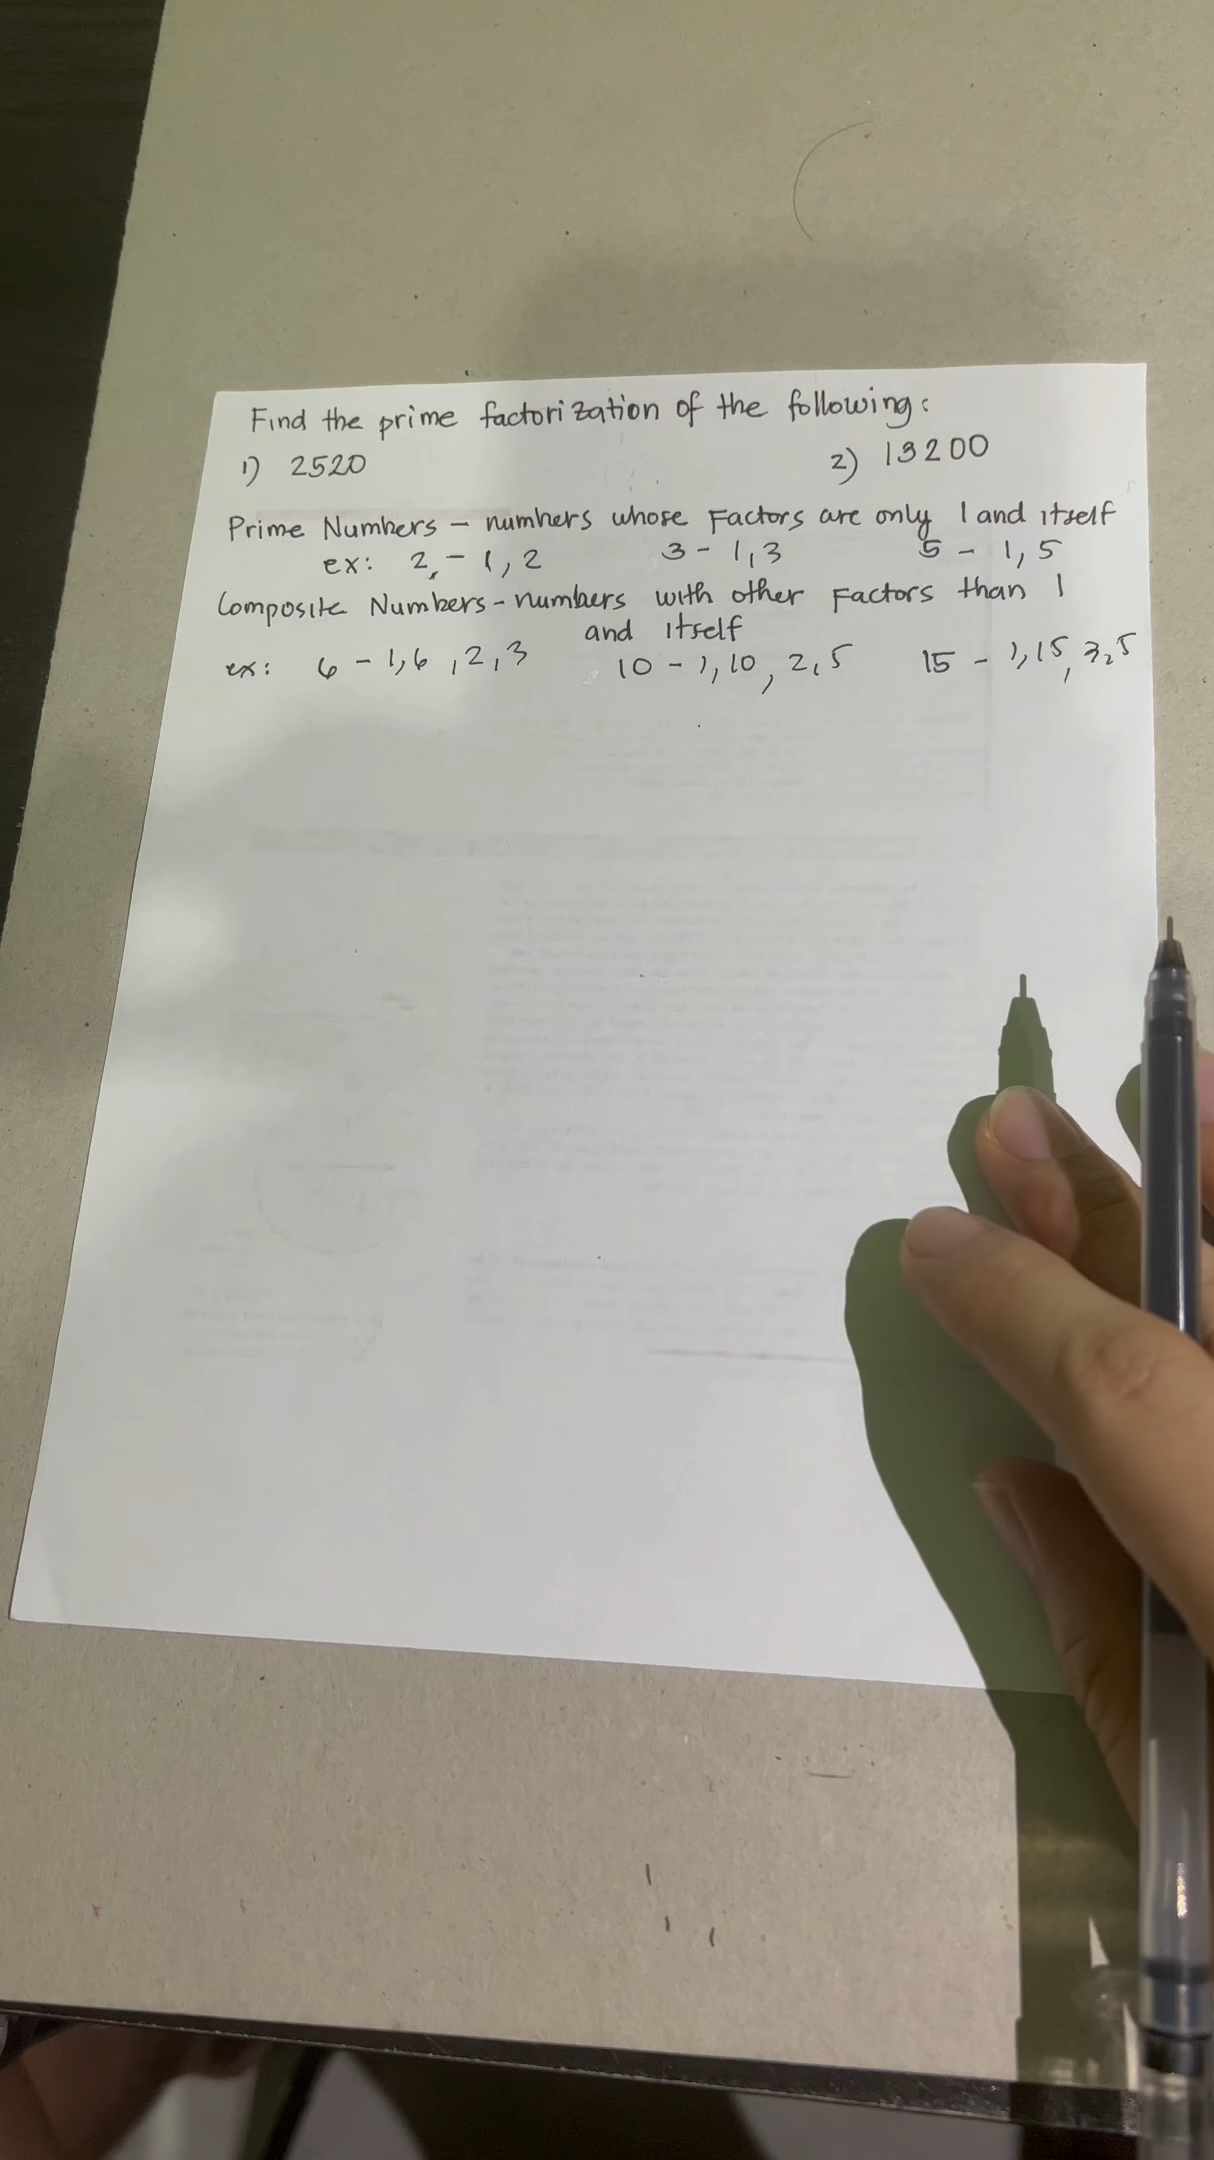 Find the prime factorization of the following:
1) 2520 2) 13200
Prime Numbers - numbers whose Factors are only 1 and itself
ex: 2, - 1, 2 3 - 1, 3 5 - 1, 5
Composite Numbers - numbers with other Factors than 1
and itself
ex: 6 - 1, 6, 2, 3 10 - 1, 10, 2, 5 15 - 1, 15, 3, 5